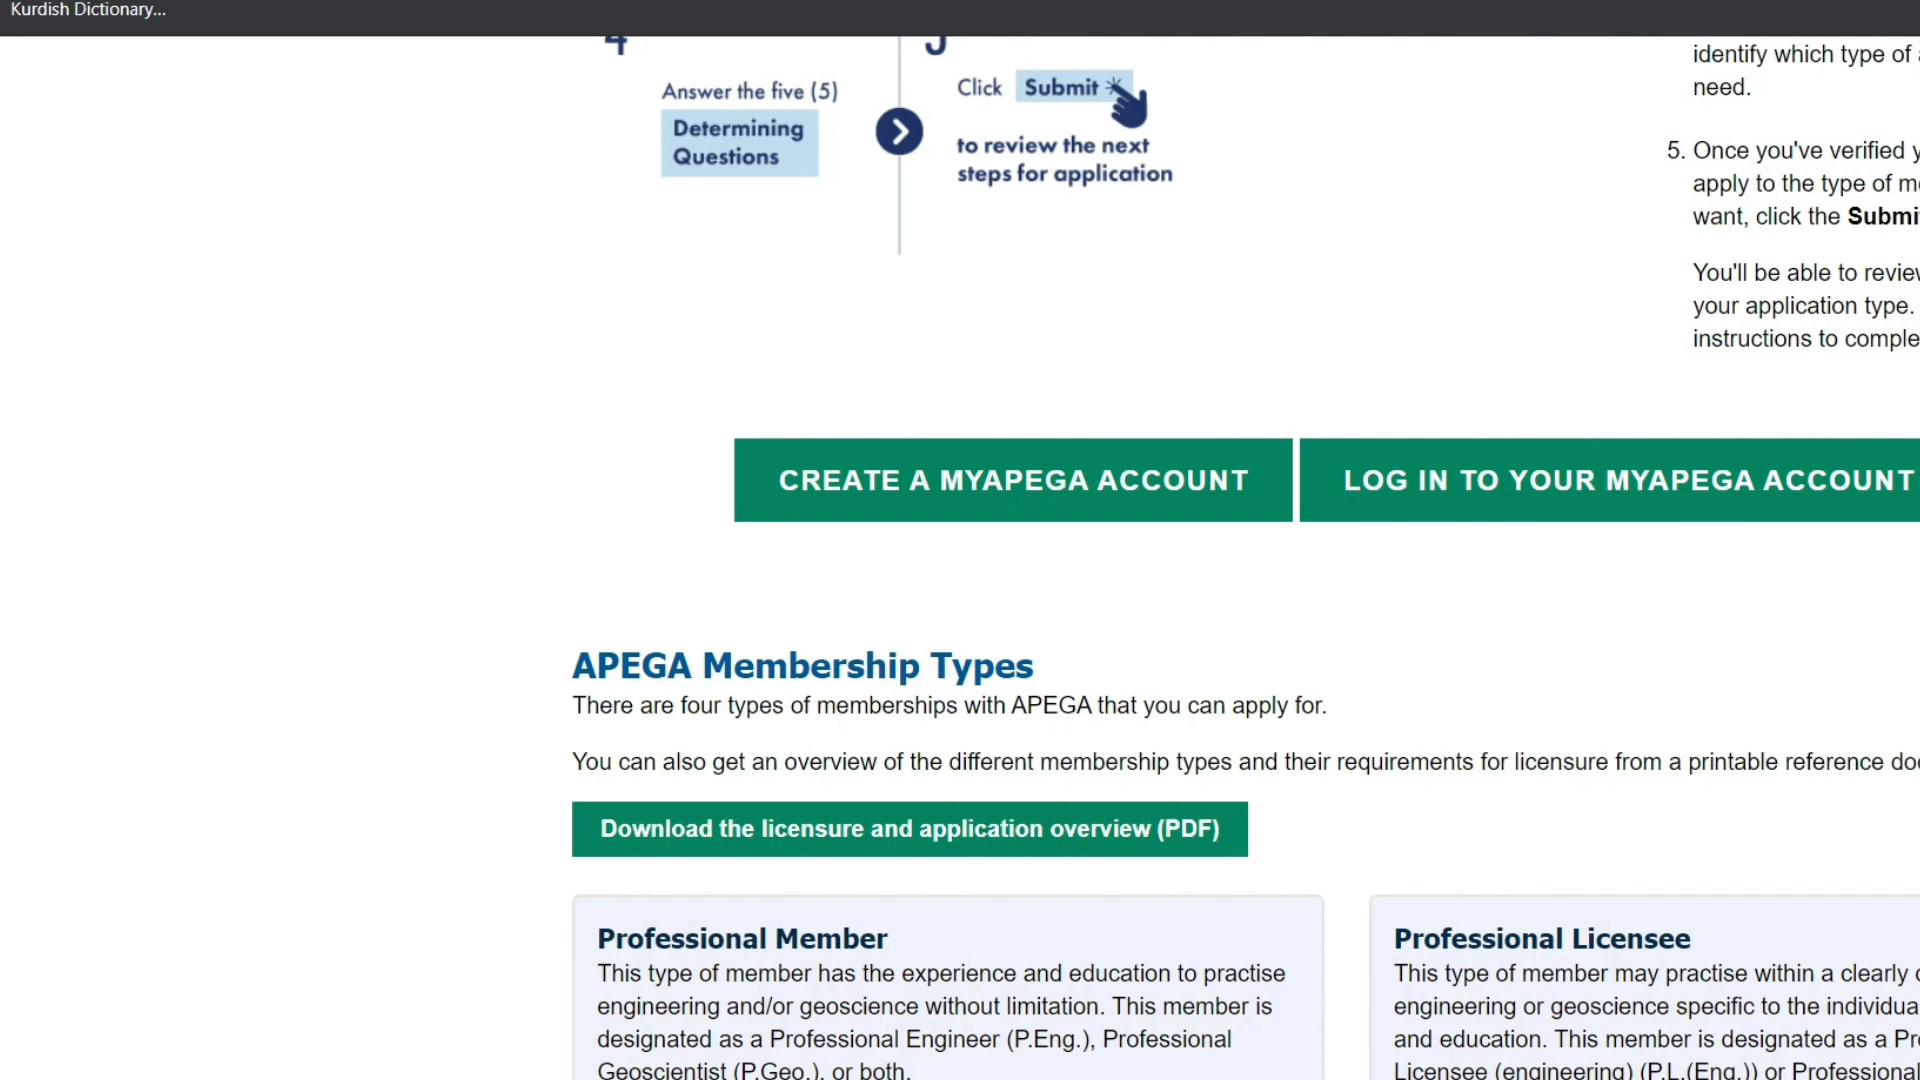 Kurdish Dictionary...
4
Answer the five (5)
Determining
Questions
5
Click Submit
to review the next
steps for application
identify which type of
need.
5. Once you've verified
apply to the type of
want, click the
You'll be able to
your application type.
instructions to
CREATE A MYAPEGA ACCOUNT
LOG IN TO YOUR MYAPEGA ACCOUNT
APEGA Membership Types
There are four types of memberships with APEGA that you can apply for.
You can also get an overview of the different membership types and their requirements for licensure from a printable reference
Download the licensure and application overview (PDF)
Professional Member
This type of member has the experience and education to practise
engineering and/or geoscience without limitation. This member is
designated as a Professional Engineer (P.Eng.), Professional
Geoscientist (P.Geo.), or both.
Professional Licensee
This type of member may practise within a clearly
engineering or geoscience specific to the
and education. This member is designated as a
Licensee (engineering) (P.L.(Eng.)) or Professional